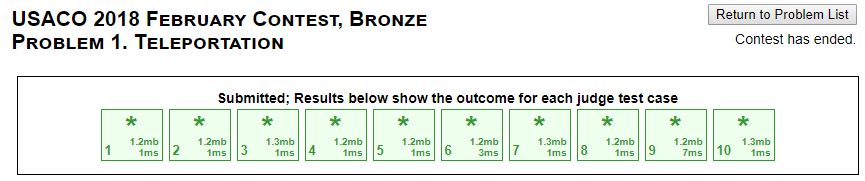 USACO 2018 FEBRUARY CONTEST, BRONZE
PROBLEM 1. TELEPORTATION
Return to Problem List
Contest has ended.
Submitted; Results below show the outcome for each judge test case
* * * * * * * * * *
1.2mb 1.2mb 1.3mb 1.2mb 1.2mb 1.2mb 1.3mb 1.2mb 1.2mb 1.3mb
1 1ms 2 1ms 3 1ms 4 1ms 5 1ms 6 3ms 7 1ms 8 1ms 9 7ms 10 1ms